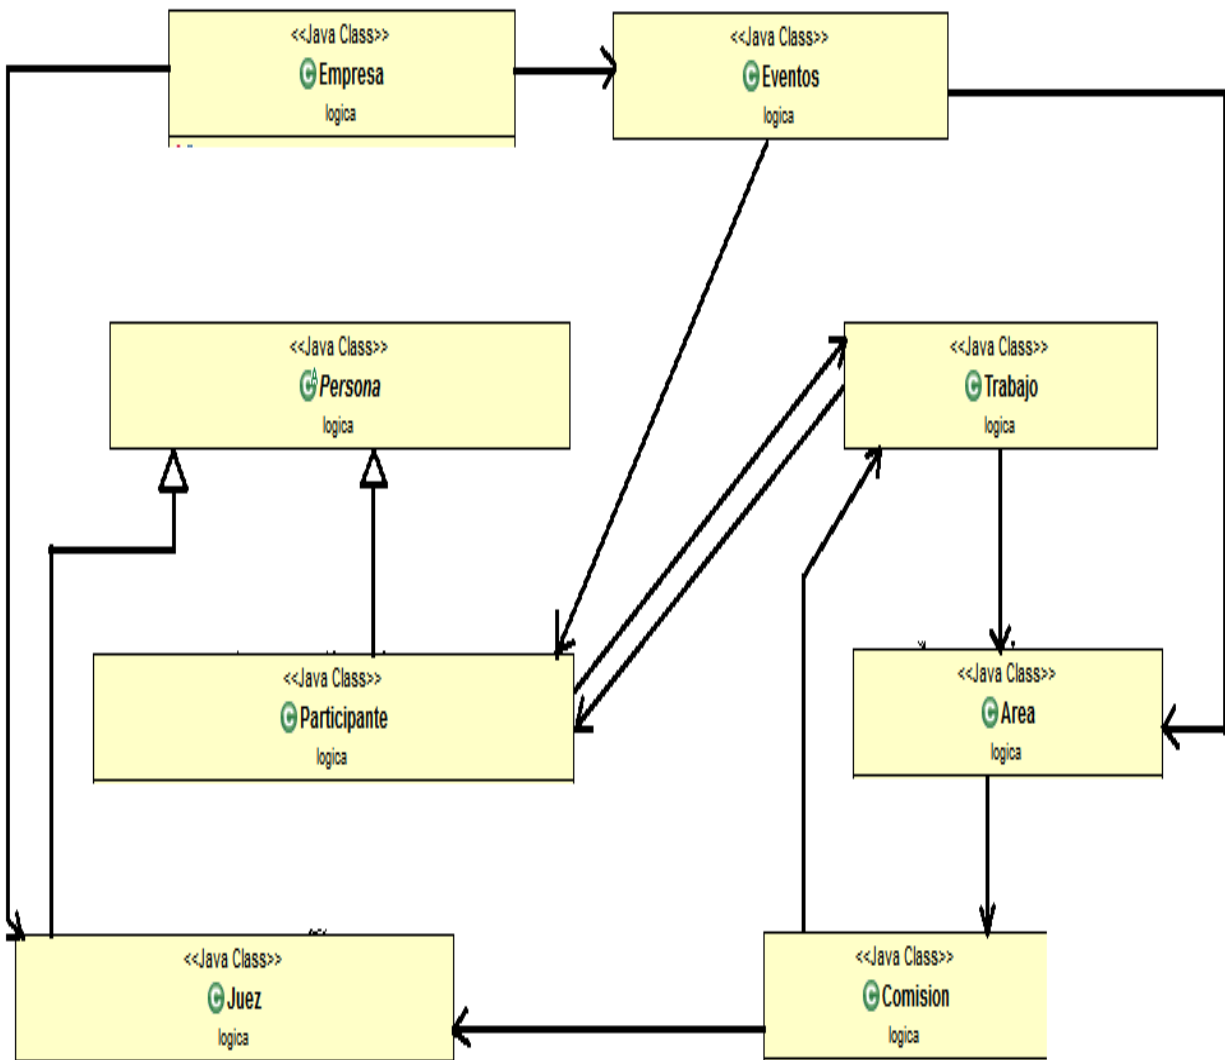 <<Java Class>>
Empresa
logica
<<Java Class>>
Eventos
logica
<<Java Class>>
Persona
logica
<<Java Class>>
Trabajo
logica
<<Java Class>>
Participante
logica
<<Java Class>>
Area
logica
<<Java Class>>
Juez
logica
<<Java Class>>
Comision
logica